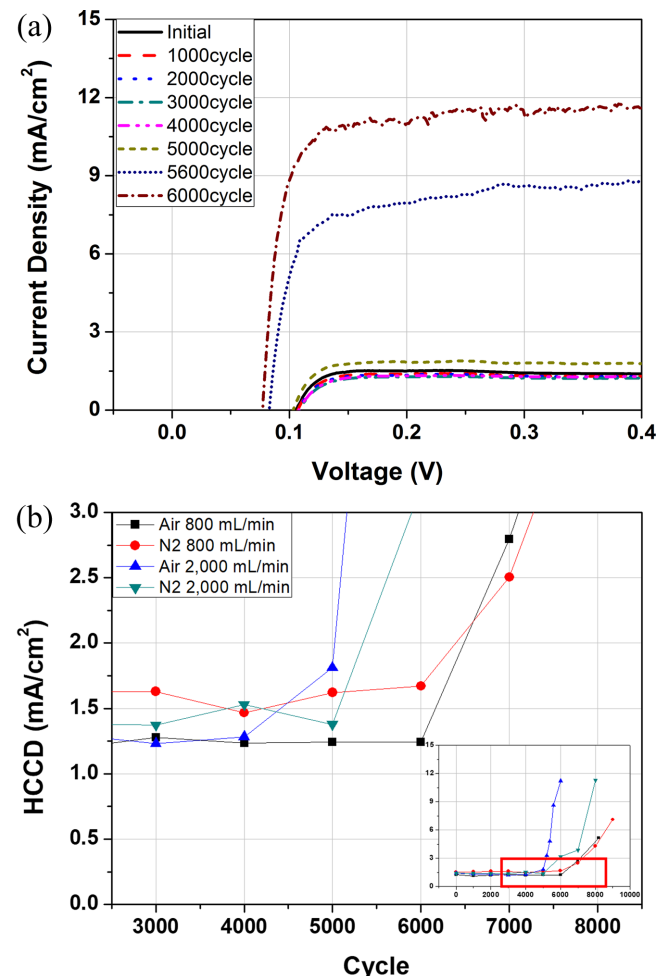 (a)
15
12
9
6
3
0
Current Density (mA/cm²)
Initial
1000cycle
2000cycle
3000cycle
4000cycle
5000cycle
5600cycle
6000cycle
0.0 0.1 0.2 0.3 0.4
Voltage (V)
(b)
3.0
2.5
2.0
1.5
1.0
0.5
0.0
HCCD (mA/cm²)
Air 800 mL/min
N2 800 mL/min
Air 2,000 mL/min
N2 2,000 mL/min
15
12
9
6
3
0
0 2000 4000 6000 8000 10000
3000 4000 5000 6000 7000 8000
Cycle